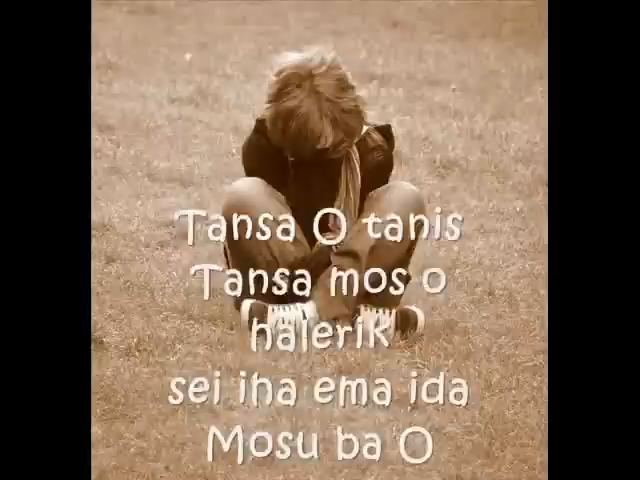 Tansa O tanis
Tansa mos o
halerik
sei iha ema ida
Mosu ba O